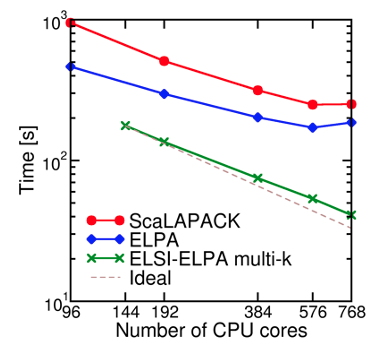 10³
Time [s]
10²
ScaLAPACK
ELPA
ELSI-ELPA multi-k
Ideal
10¹
96 144 192 384 576 768
Number of CPU cores